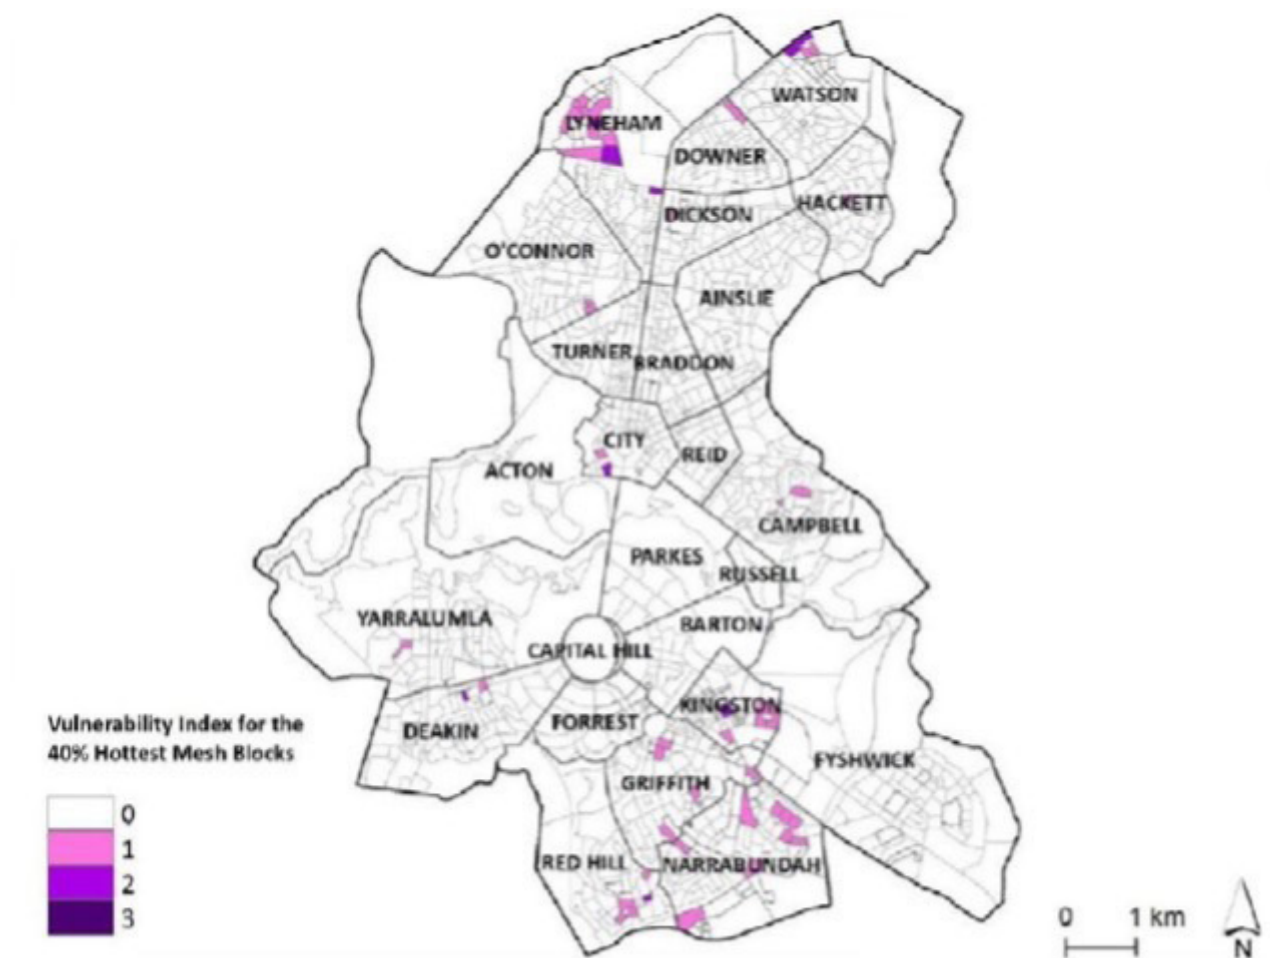 WATSON
LYNEHAM
DOWNER
HACKETT
DICKSON
O'CONNOR
AINSLIE
TURNER
BRADDON
CITY
REID
ACTON
CAMPBELL
PARKES
RUSSELL
YARRALUMLA
BARTON
CAPITAL HILL
KINGSTON
Vulnerability Index for the
40% Hottest Mesh Blocks
DEAKIN
FORREST
FYSHWICK
GRIFFITH
0
1
2
3
RED HILL
NARRABUNDAH
0 1 km
N